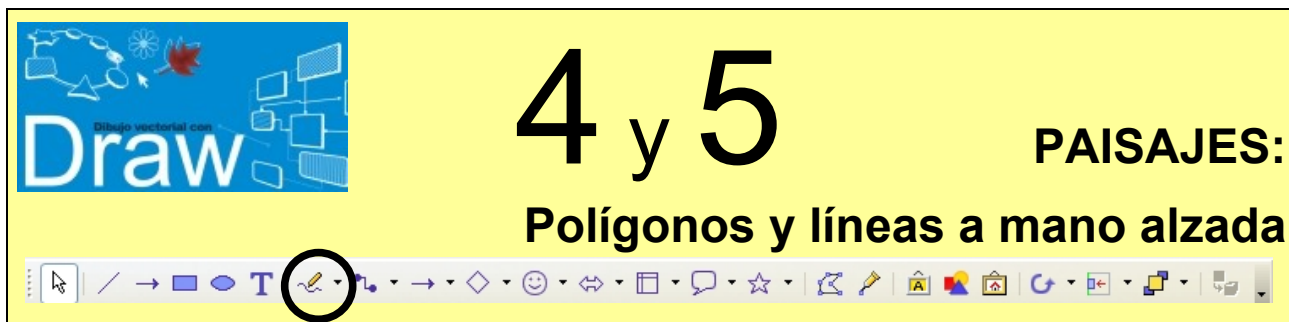 Dibujo vectorial con
Draw
4 y 5
PAISAJES:
Polígonos y líneas a mano alzada
T
A